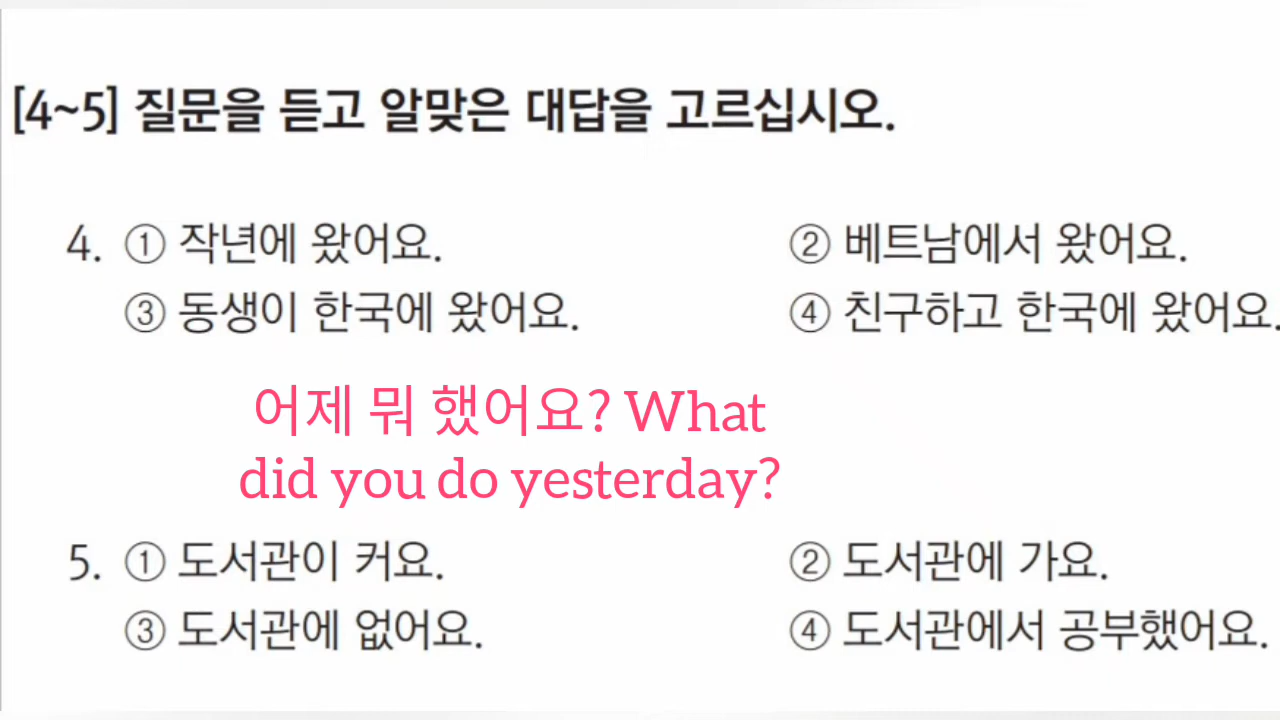 [4~5] 질문을 듣고 알맞은 대답을 고르십시오.
4. ① 작년에 왔어요. ② 베트남에서 왔어요.
③ 동생이 한국에 왔어요. ④ 친구하고 한국에 왔어요.
어제 뭐 했어요? What
did you do yesterday?
5. ① 도서관이 커요. ② 도서관에 가요.
③ 도서관에 없어요. ④ 도서관에서 공부했어요.